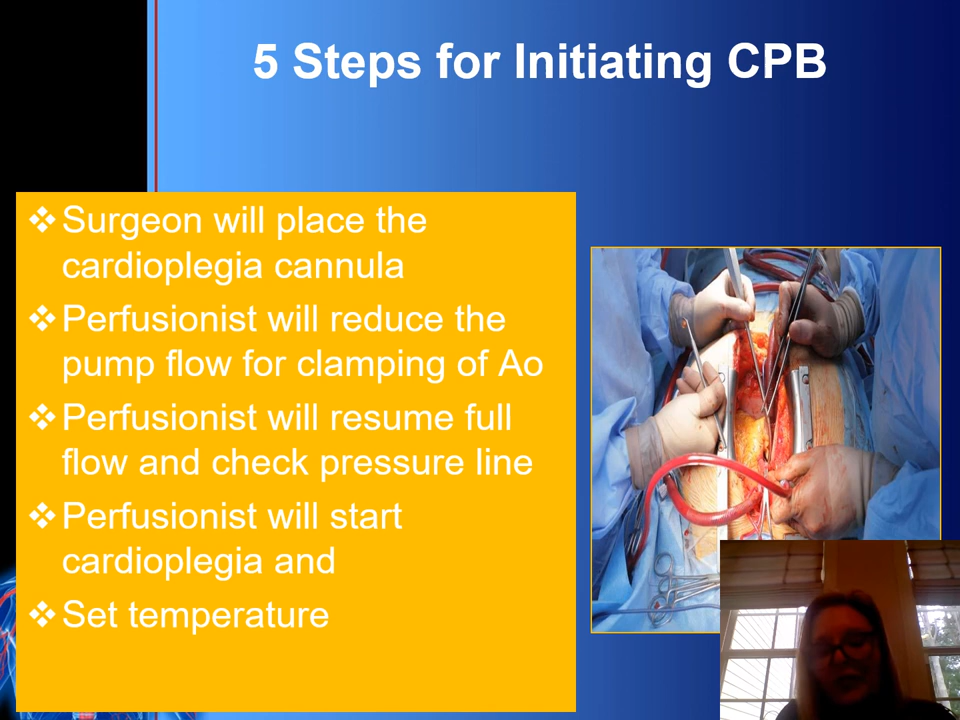 5 Steps for Initiating CPB
Surgeon will place the
cardioplegia cannula
Perfusionist will reduce the
pump flow for clamping of Ao
Perfusionist will resume full
flow and check pressure line
Perfusionist will start
cardioplegia and
Set temperature